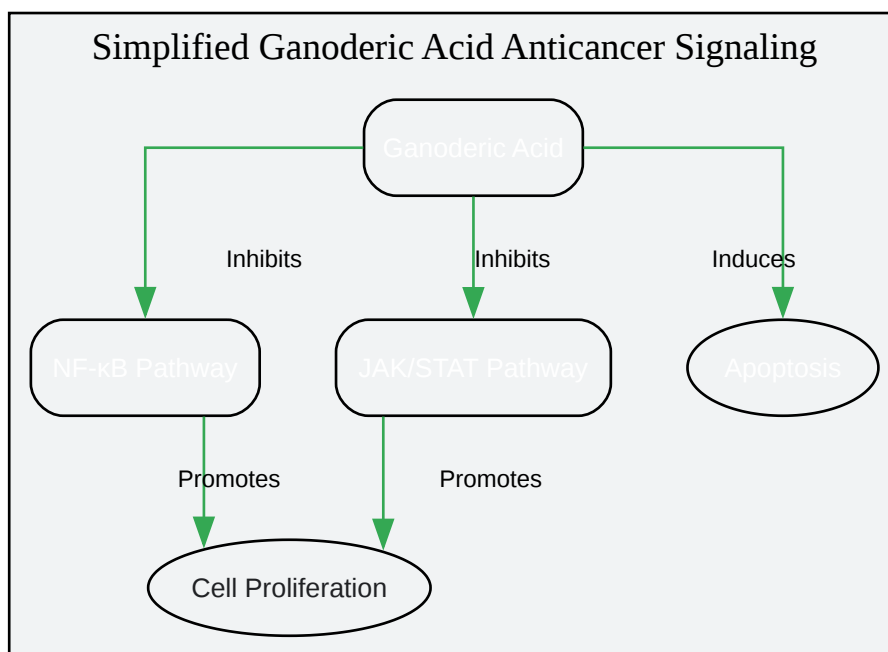 Simplified Ganoderic Acid Anticancer Signaling
Ganoderic Acid
Inhibits
Inhibits
Induces
NF-κB Pathway
JAK/STAT Pathway
Apoptosis
Promotes
Promotes
Cell Proliferation